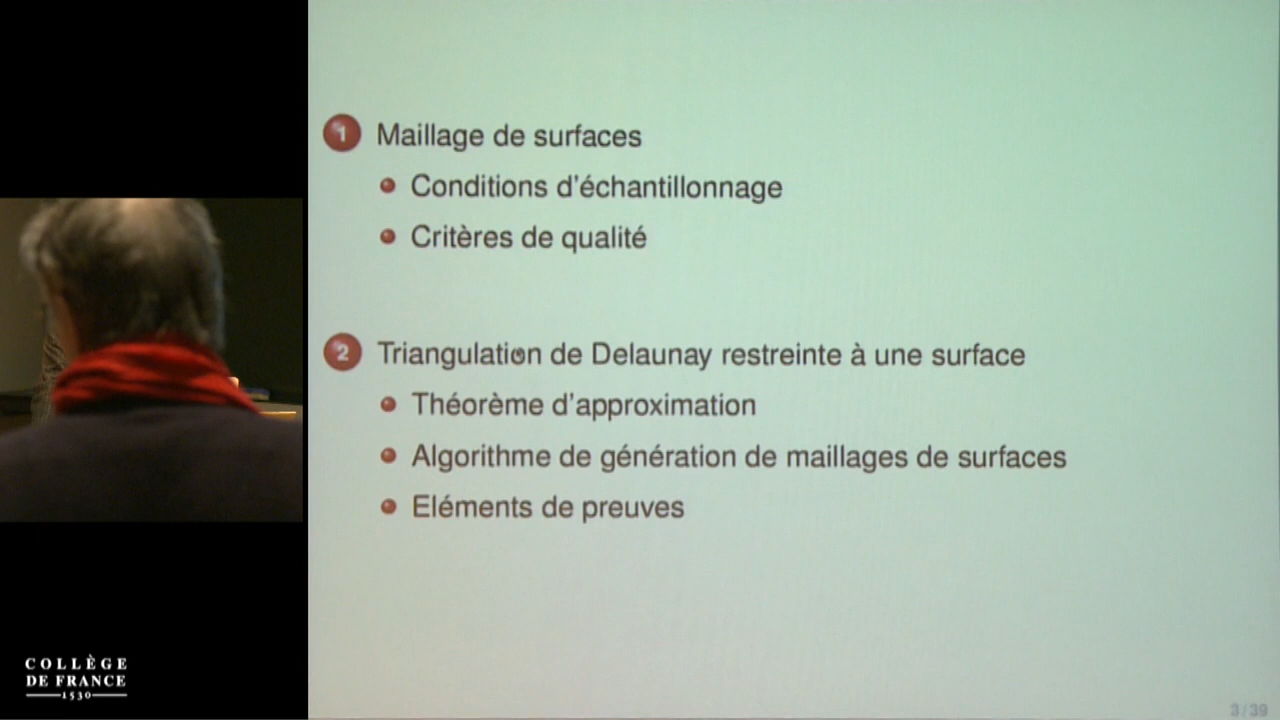 1 Maillage de surfaces
Conditions d'échantillonnage
Critères de qualité
2 Triangulation de Delaunay restreinte à une surface
Théorème d'approximation
Algorithme de génération de maillages de surfaces
Eléments de preuves
COLLÈGE
DE FRANCE
1530
3/39